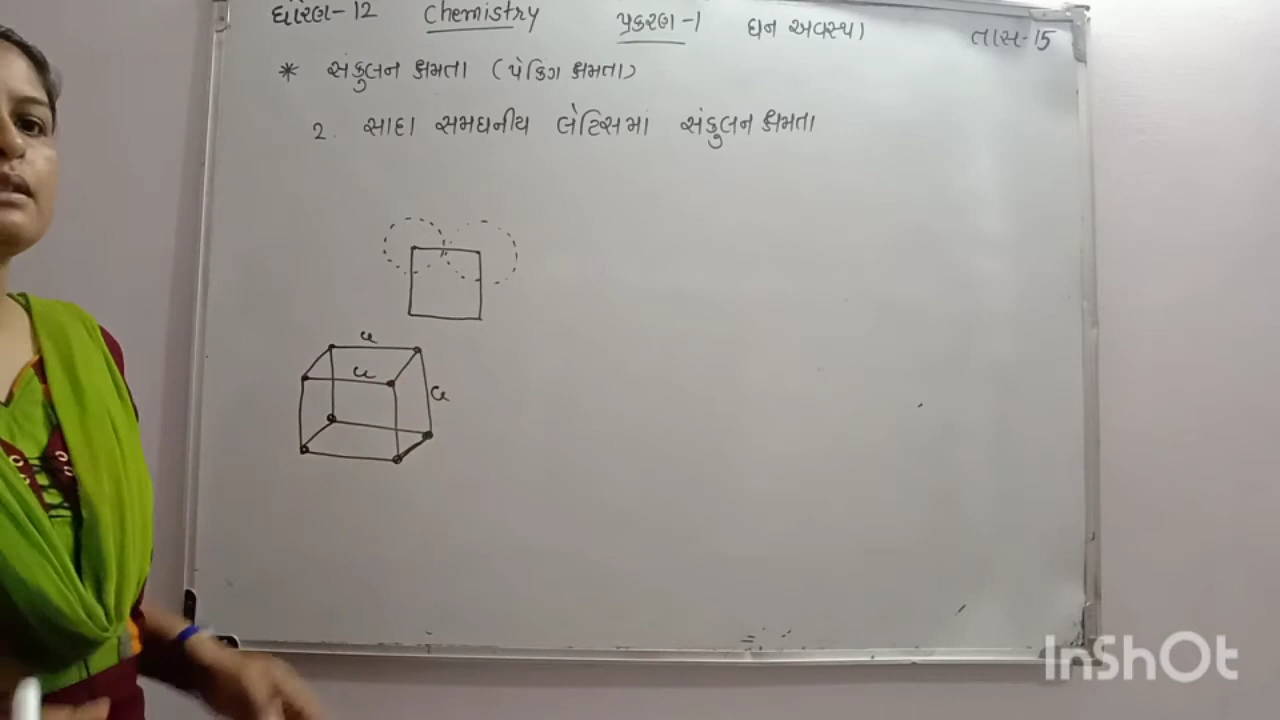 ધોરણ-12 Chemistry પ્રકરણ-1 ઘન અવસ્થા તાસ-15
* સંકુલન ક્ષમતા (પેકિંગ ક્ષમતા)
2. સાદા સમઘનીય લેટિસમાં સંકુલન ક્ષમતા
a
a
a
InShOt